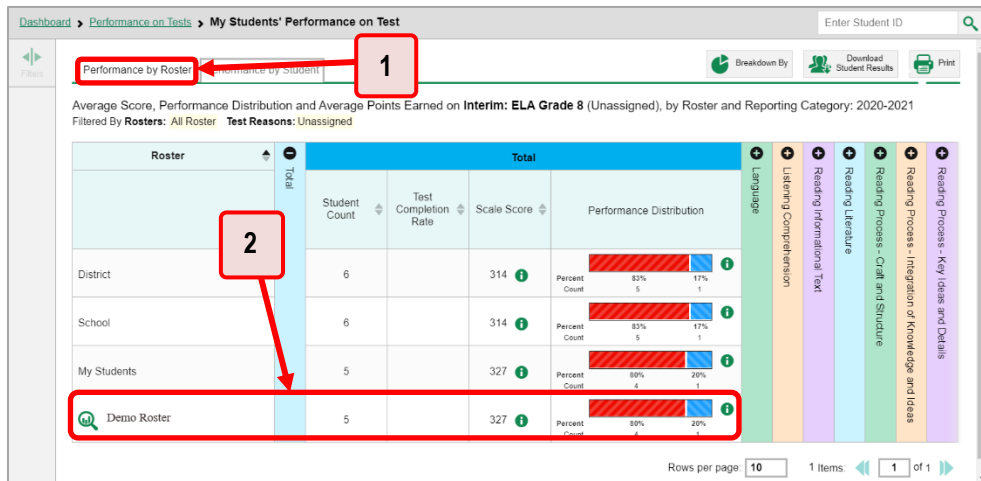 Dashboard > Performance on Tests > My Students' Performance on Test
Enter Student ID
Filters
Performance by Roster
Performance by Student
1
Breakdown By
Download Student Results
Print
Average Score, Performance Distribution and Average Points Earned on Interim: ELA Grade 8 (Unassigned), by Roster and Reporting Category: 2020-2021
Filtered By Rosters: All Roster Test Reasons: Unassigned
Roster
Total
Total
Student Count
Test Completion Rate
Scale Score
Performance Distribution
Language
Listening Comprehension
Reading Informational Text
Reading Literature
Reading Process - Craft and Structure
Reading Process - Integration of Knowledge and Ideas
Reading Process - Key Ideas and Details
2
District 6 314
Percent 83% 17%
Count 5 1
School 6 314
Percent 83% 17%
Count 5 1
My Students 5 327
Percent 80% 20%
Count 4 1
Demo Roster 5 327
Percent 80% 20%
Count 4 1
Rows per page: 10 1 Items: 1 of 1